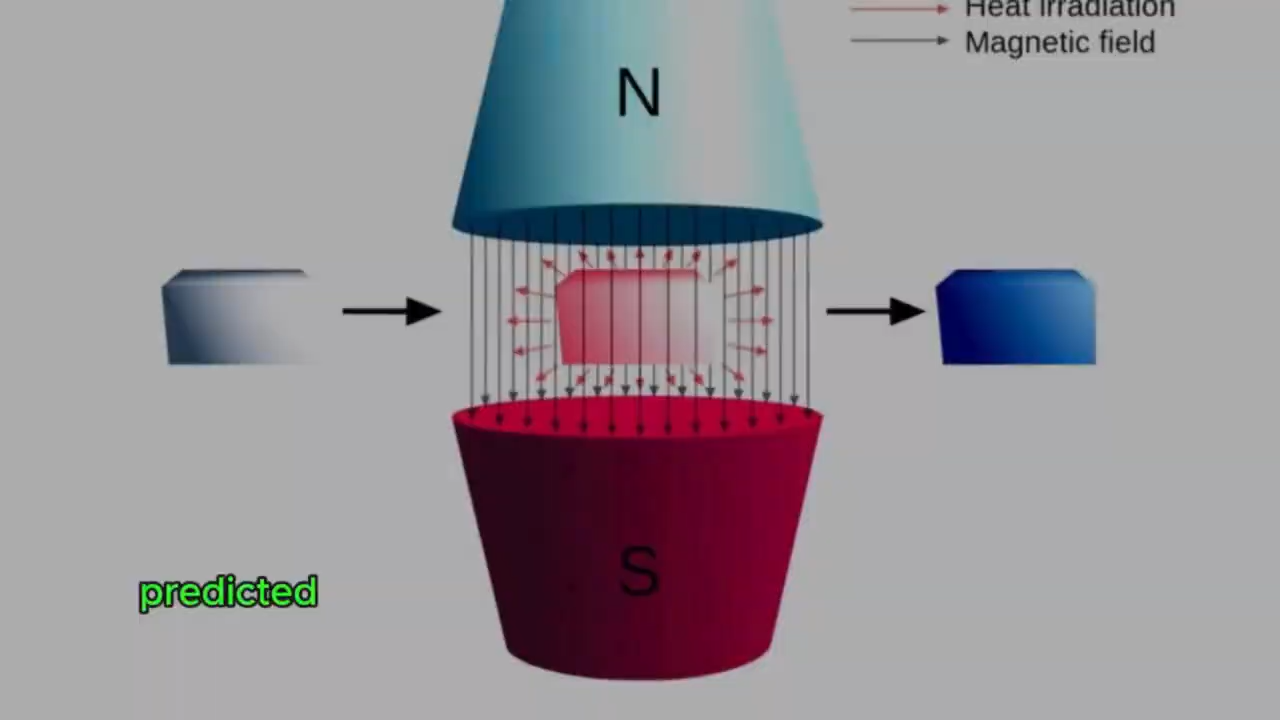 Heat irradiation
Magnetic field
N
S
predicted